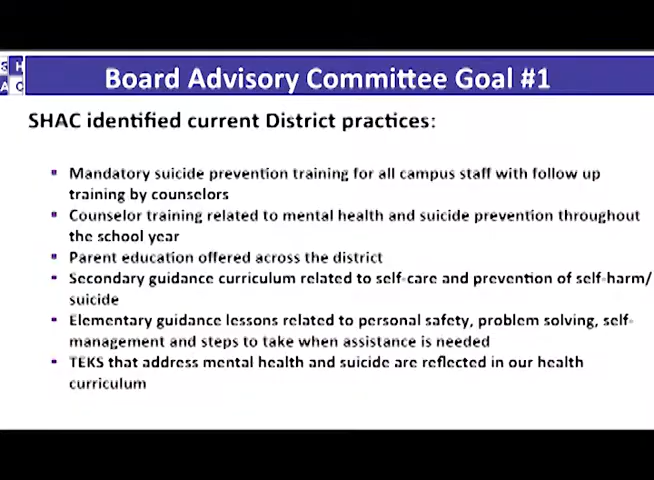 S H
A C
Board Advisory Committee Goal #1
SHAC identified current District practices:
Mandatory suicide prevention training for all campus staff with follow up
training by counselors
Counselor training related to mental health and suicide prevention throughout
the school year
Parent education offered across the district
Secondary guidance curriculum related to self-care and prevention of self-harm/
suicide
Elementary guidance lessons related to personal safety, problem solving, self-
management and steps to take when assistance is needed
TEKS that address mental health and suicide are reflected in our health
curriculum